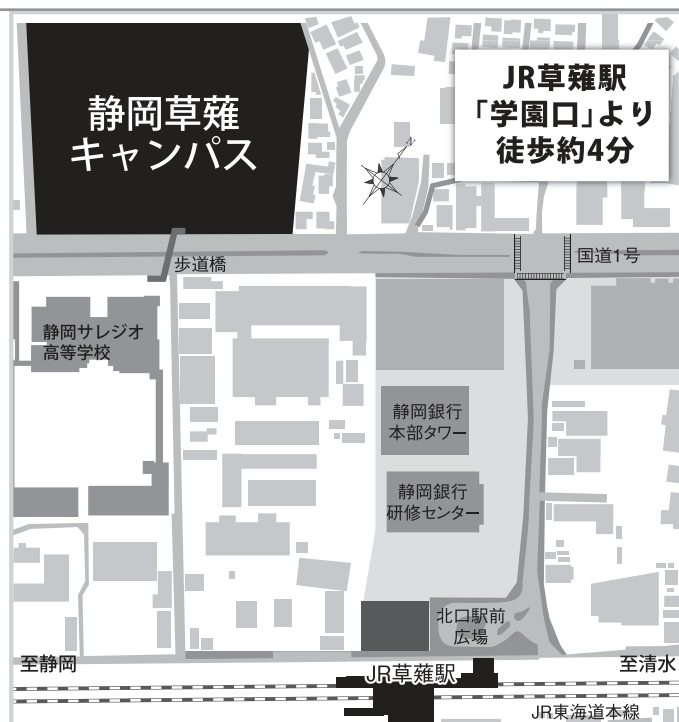 静岡草薙
キャンパス
JR草薙駅
「学園口」より
徒歩約4分
N
歩道橋
国道1号
静岡サレジオ
高等学校
静岡銀行
本部タワー
静岡銀行
研修センター
北口駅前
広場
至静岡
JR草薙駅
至清水
JR東海道本線